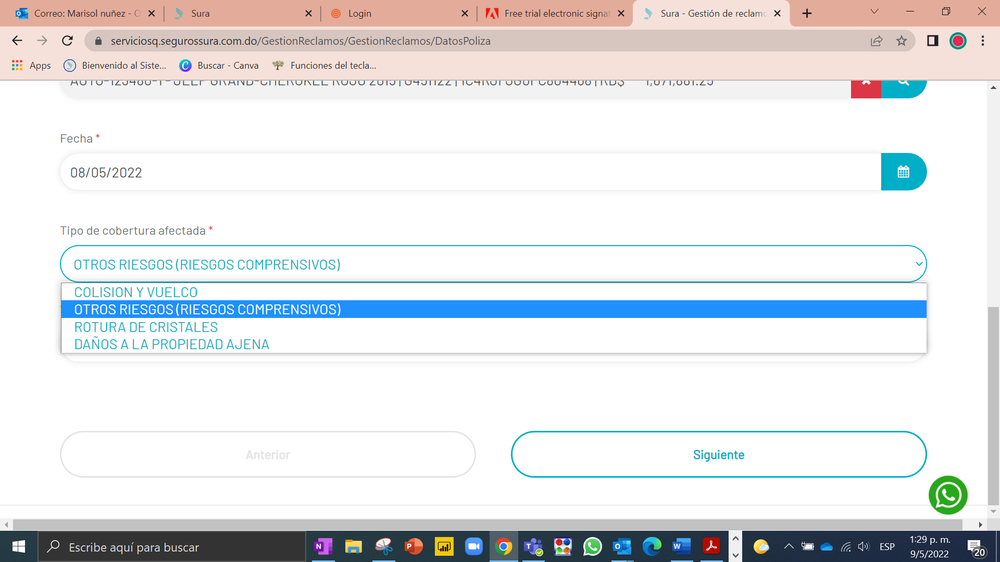 Correo: Marisol nuñez - O
Sura
Login
Free trial electronic signat
Sura - Gestión de reclamo
serviciosq.segurossura.com.do/GestionReclamos/GestionReclamos/DatosPoliza
Apps
Bienvenido al Siste...
Buscar - Canva
Funciones del tecla...
Fecha *
08/05/2022
Tipo de cobertura afectada *
OTROS RIESGOS (RIESGOS COMPRENSIVOS)
COLISION Y VUELCO
OTROS RIESGOS (RIESGOS COMPRENSIVOS)
ROTURA DE CRISTALES
DAÑOS A LA PROPIEDAD AJENA
Anterior
Siguiente
Escribe aquí para buscar
ESP
1:29 p. m.
9/5/2022
20